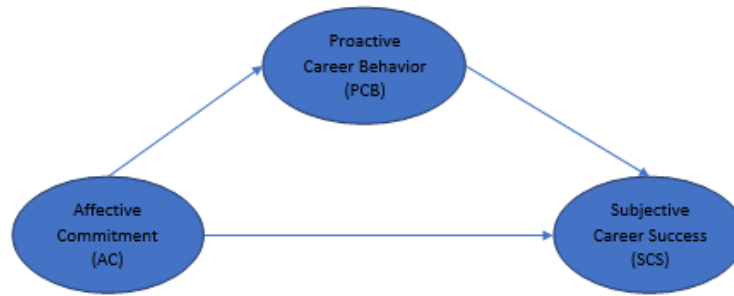 Proactive
Career Behavior
(PCB)
Affective
Commitment
(AC)
Subjective
Career Success
(SCS)